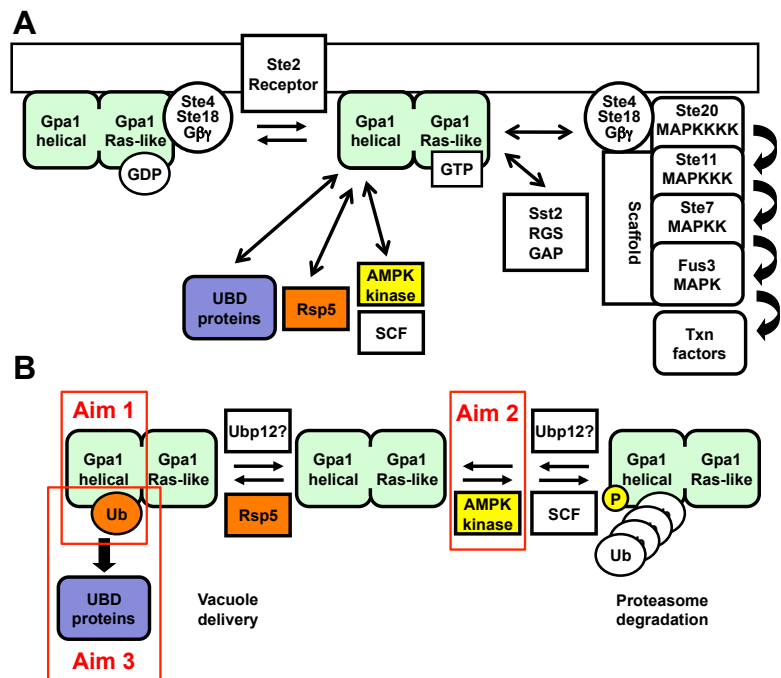 A
Ste2
Receptor
Gpa1
helical
Gpa1
Ras-like
Ste4
Ste18
Gβγ
GDP
Gpa1
helical
Gpa1
Ras-like
GTP
Ste4
Ste18
Gβγ
Ste20
MAPKKKK
Ste11
MAPKKK
Ste7
MAPKK
Fus3
MAPK
Scaffold
Txn
factors
Sst2
RGS
GAP
UBD
proteins
Rsp5
AMPK
kinase
SCF
B
Aim 1
Gpa1
helical
Gpa1
Ras-like
Ub
UBD
proteins
Aim 3
Ubp12?
Rsp5
Vacuole
delivery
Gpa1
helical
Gpa1
Ras-like
Aim 2
AMPK
kinase
Ubp12?
SCF
Gpa1
helical
Gpa1
Ras-like
P
Ub
Proteasome
degradation